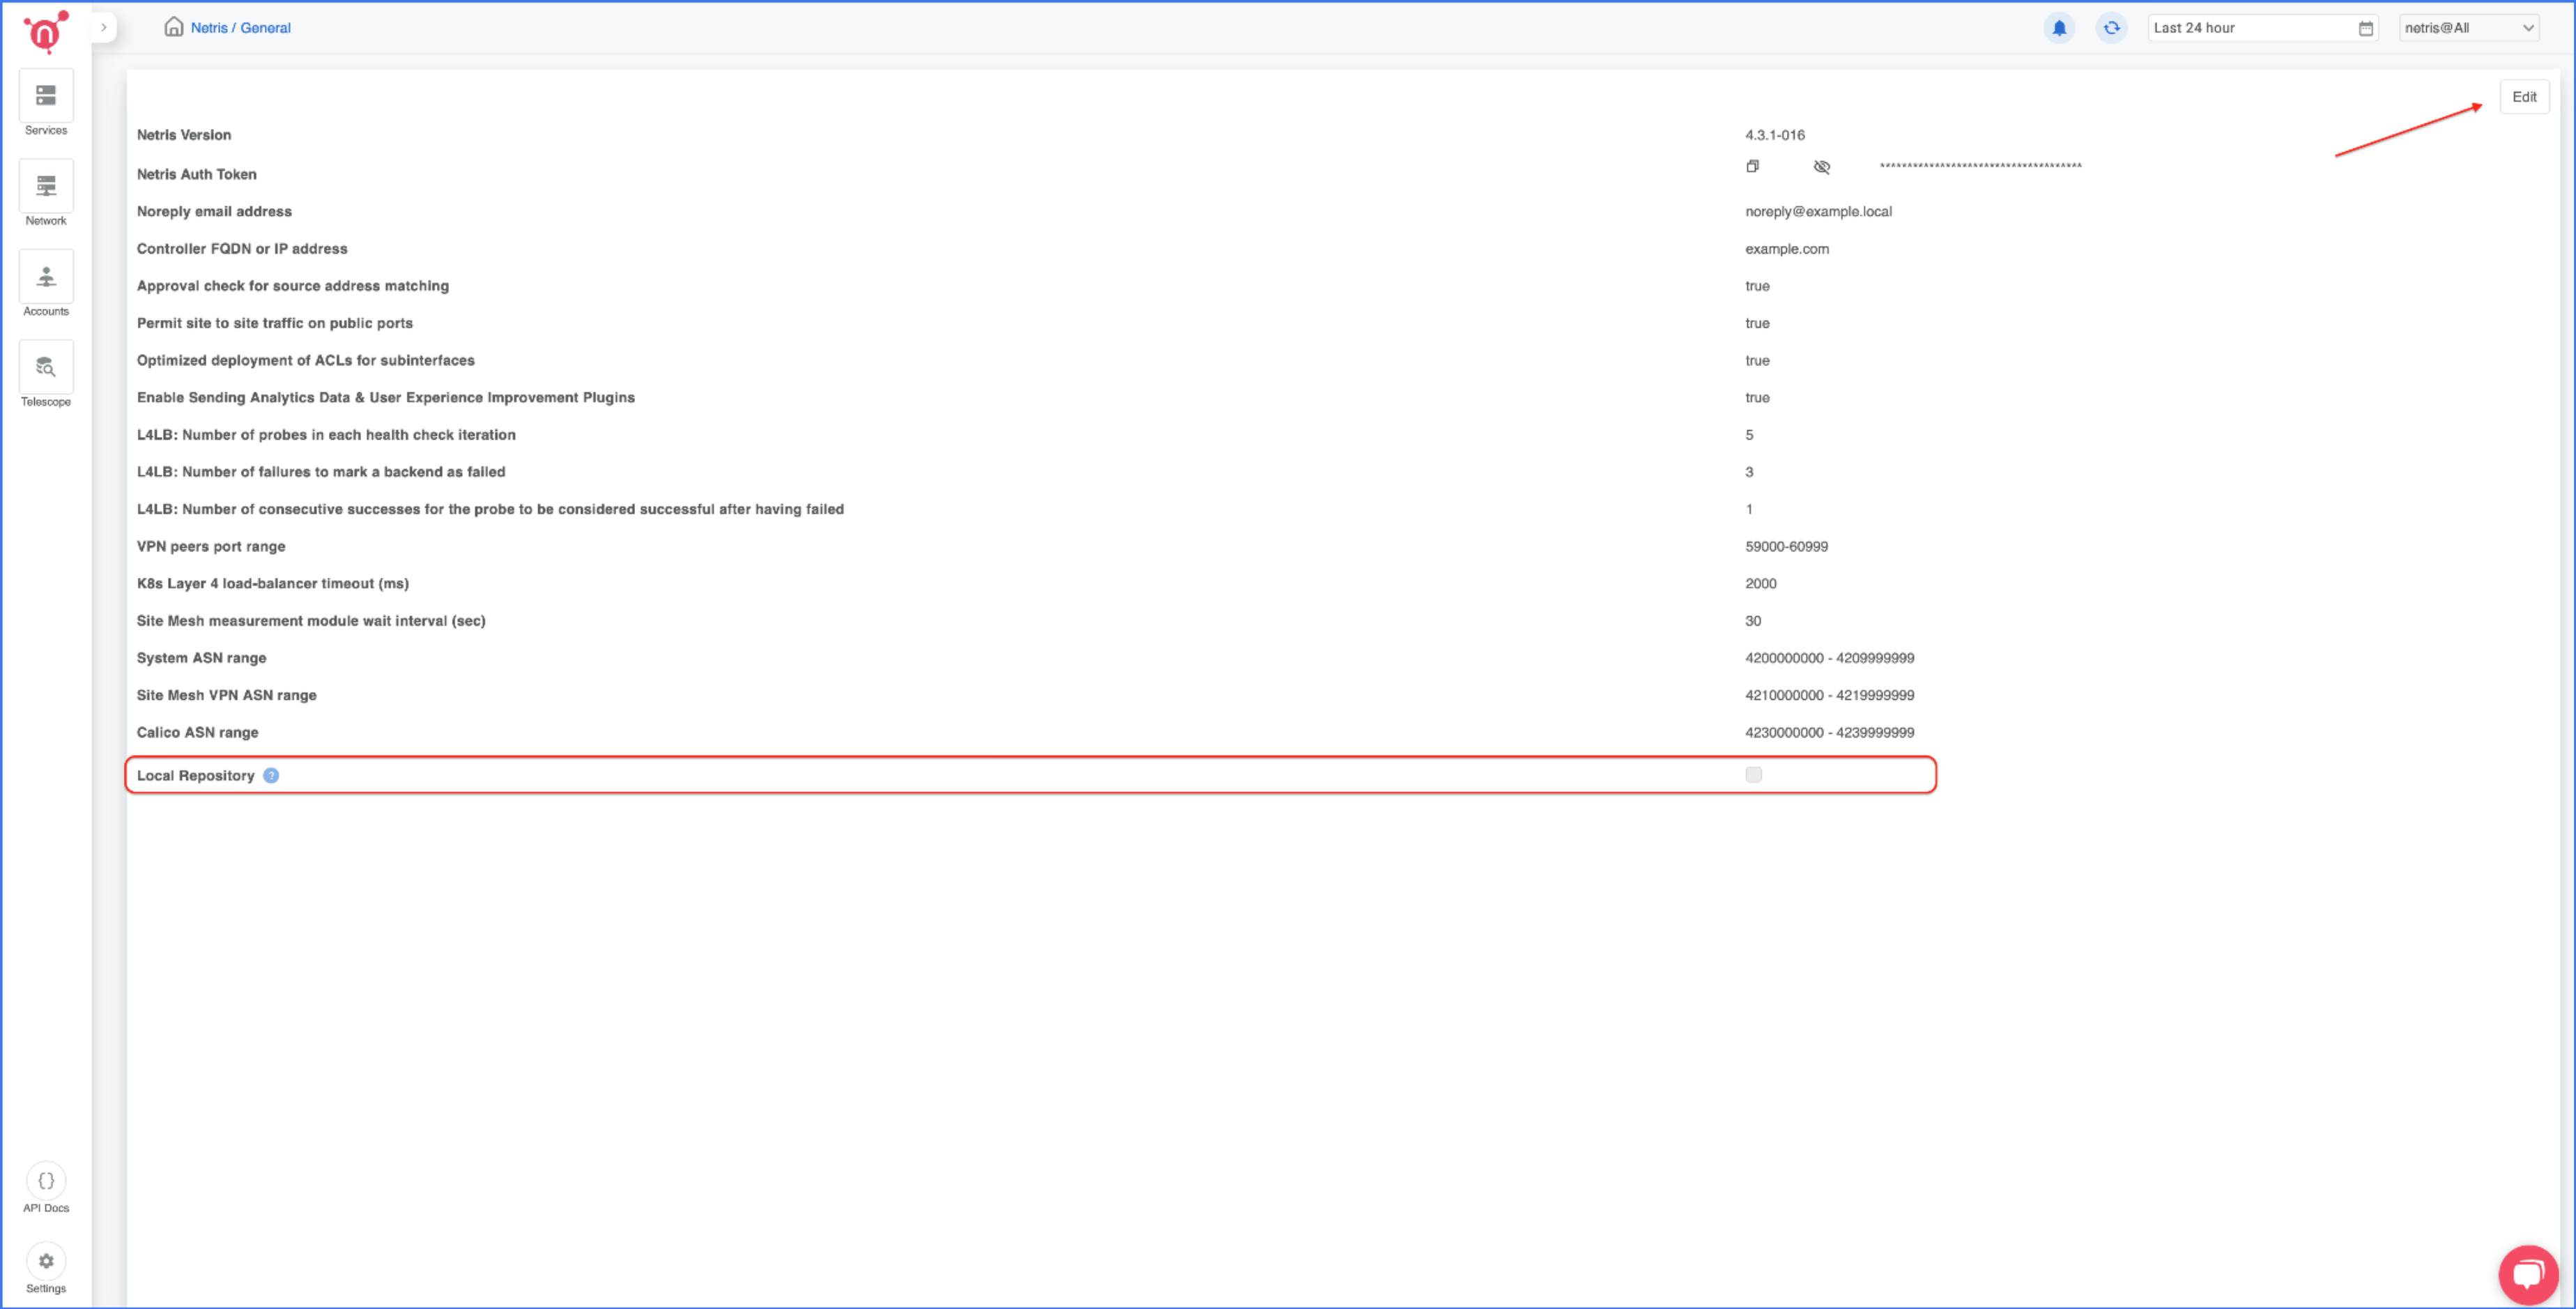 Netris / General
Last 24 hour
netris@All
Edit
Services
Network
Accounts
Telescope
Netris Version 4.3.1-016
Netris Auth Token *************************************
Noreply email address noreply@example.local
Controller FQDN or IP address example.com
Approval check for source address matching true
Permit site to site traffic on public ports true
Optimized deployment of ACLs for subinterfaces true
Enable Sending Analytics Data & User Experience Improvement Plugins true
L4LB: Number of probes in each health check iteration 5
L4LB: Number of failures to mark a backend as failed 3
L4LB: Number of consecutive successes for the probe to be considered successful after having failed 1
VPN peers port range 59000-60999
K8s Layer 4 load-balancer timeout (ms) 2000
Site Mesh measurement module wait interval (sec) 30
System ASN range 4200000000 - 4209999999
Site Mesh VPN ASN range 4210000000 - 4219999999
Calico ASN range 4230000000 - 4239999999
Local Repository ?
API Docs
Settings